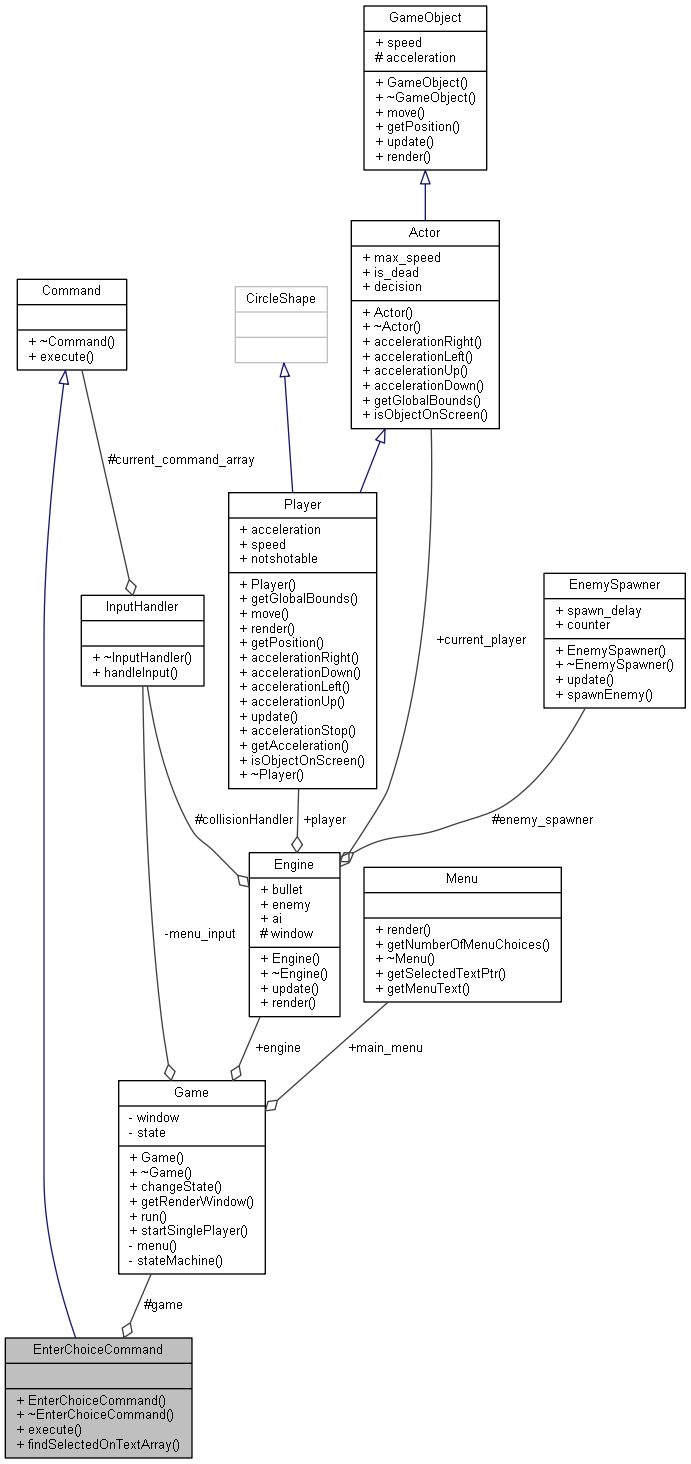 GameObject
+ speed
# acceleration
+ GameObject()
+ ~GameObject()
+ move()
+ getPosition()
+ update()
+ render()
Actor
+ max_speed
+ is_dead
+ decision
+ Actor()
+ ~Actor()
+ accelerationRight()
+ accelerationLeft()
+ accelerationUp()
+ accelerationDown()
+ getGlobalBounds()
+ isObjectOnScreen()
Command
+ ~Command()
+ execute()
CircleShape
#current_command_array
Player
+ acceleration
+ speed
+ notshotable
+ Player()
+ getGlobalBounds()
+ move()
+ render()
+ getPosition()
+ accelerationRight()
+ accelerationDown()
+ accelerationLeft()
+ accelerationUp()
+ update()
+ accelerationStop()
+ getAcceleration()
+ isObjectOnScreen()
+ ~Player()
InputHandler
+ ~InputHandler()
+ handleInput()
+current_player
EnemySpawner
+ spawn_delay
+ counter
+ EnemySpawner()
+ ~EnemySpawner()
+ update()
+ spawnEnemy()
#collisionHandler
+player
#enemy_spawner
Engine
+ bullet
+ enemy
+ ai
# window
+ Engine()
+ ~Engine()
+ update()
+ render()
Menu
+ render()
+ getNumberOfMenuChoices()
+ ~Menu()
+ getSelectedTextPtr()
+ getMenuText()
-menu_input
+engine
+main_menu
Game
- window
- state
+ Game()
+ ~Game()
+ changeState()
+ getRenderWindow()
+ run()
+ startSinglePlayer()
- menu()
- stateMachine()
#game
EnterChoiceCommand
+ EnterChoiceCommand()
+ ~EnterChoiceCommand()
+ execute()
+ findSelectedOnTextArray()